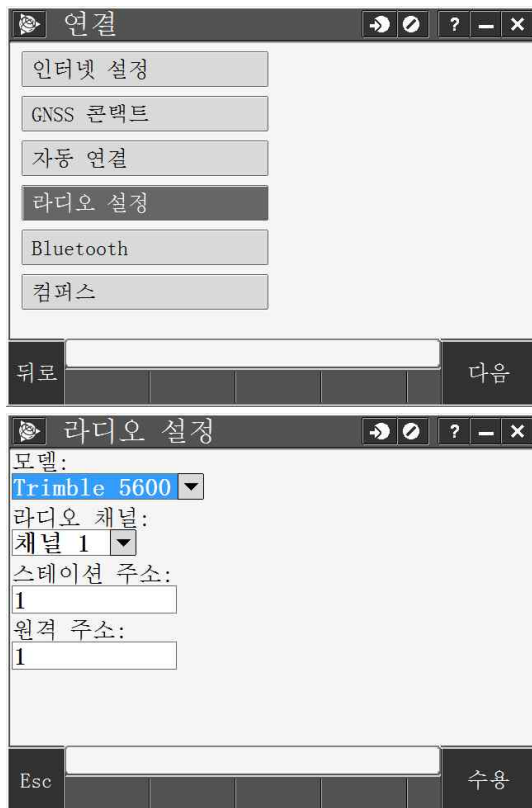 연결
?
인터넷 설정
GNSS 콘택트
자동 연결
라디오 설정
Bluetooth
컴퍼스
뒤로
다음
라디오 설정
?
모델:
Trimble 5600
라디오 채널:
채널 1
스테이션 주소:
1
원격 주소:
1
Esc
수용